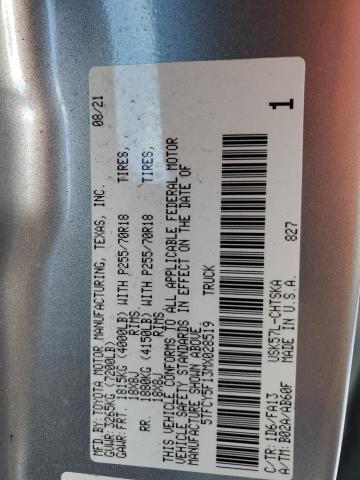 MFD. BY: TOYOTA MOTOR MANUFACTURING, TEXAS, INC. 08/21
GVWR: 3265KG (7200LB)
GAWR: FRT. 1815KG (4000LB) WITH P255/70R18 TIRES,
18X8J RIMS
RR. 1880KG (4150LB) WITH P255/70R18 TIRES,
18X8J RIMS
THIS VEHICLE CONFORMS TO ALL APPLICABLE FEDERAL MOTOR
VEHICLE SAFETY STANDARDS IN EFFECT ON THE DATE OF
MANUFACTURE SHOWN ABOVE.
5TFCY5F13MX028519 TRUCK
C/TR: 1D6/FA13 USK57L-CHTSKA 1
A/TM: B02A/AB60F MADE IN U.S.A. 827